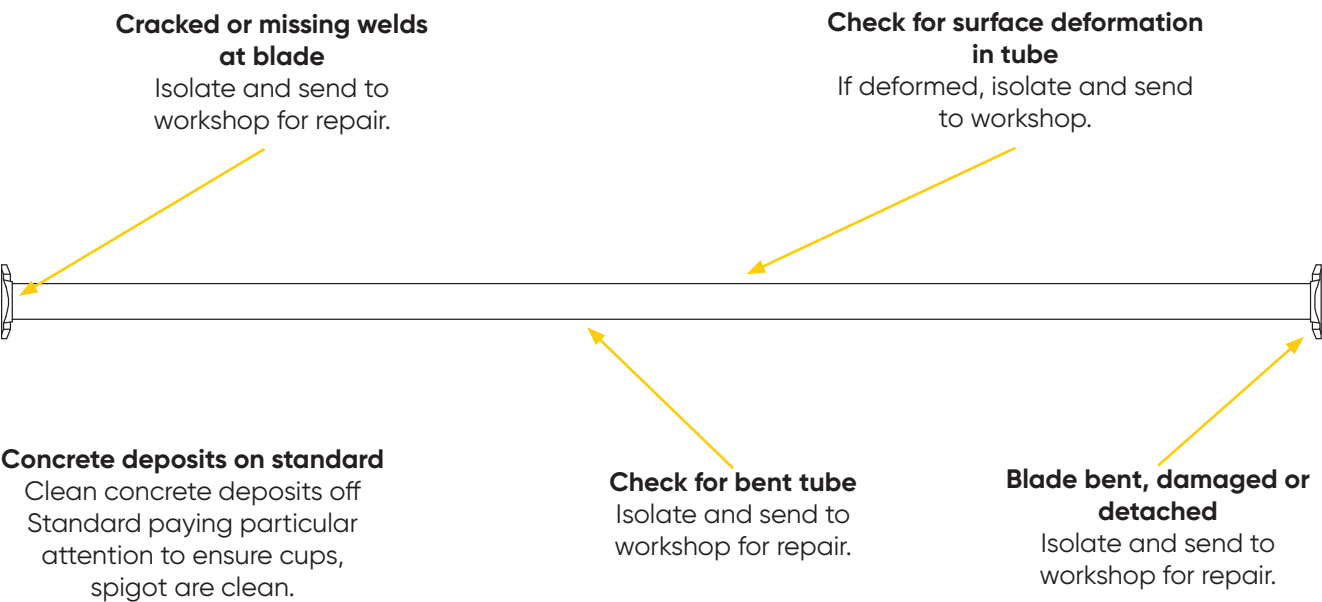 Cracked or missing welds
at blade
Isolate and send to
workshop for repair.
Check for surface deformation
in tube
If deformed, isolate and send
to workshop.
Concrete deposits on standard
Clean concrete deposits off
Standard paying particular
attention to ensure cups,
spigot are clean.
Check for bent tube
Isolate and send to
workshop for repair.
Blade bent, damaged or
detached
Isolate and send to
workshop for repair.